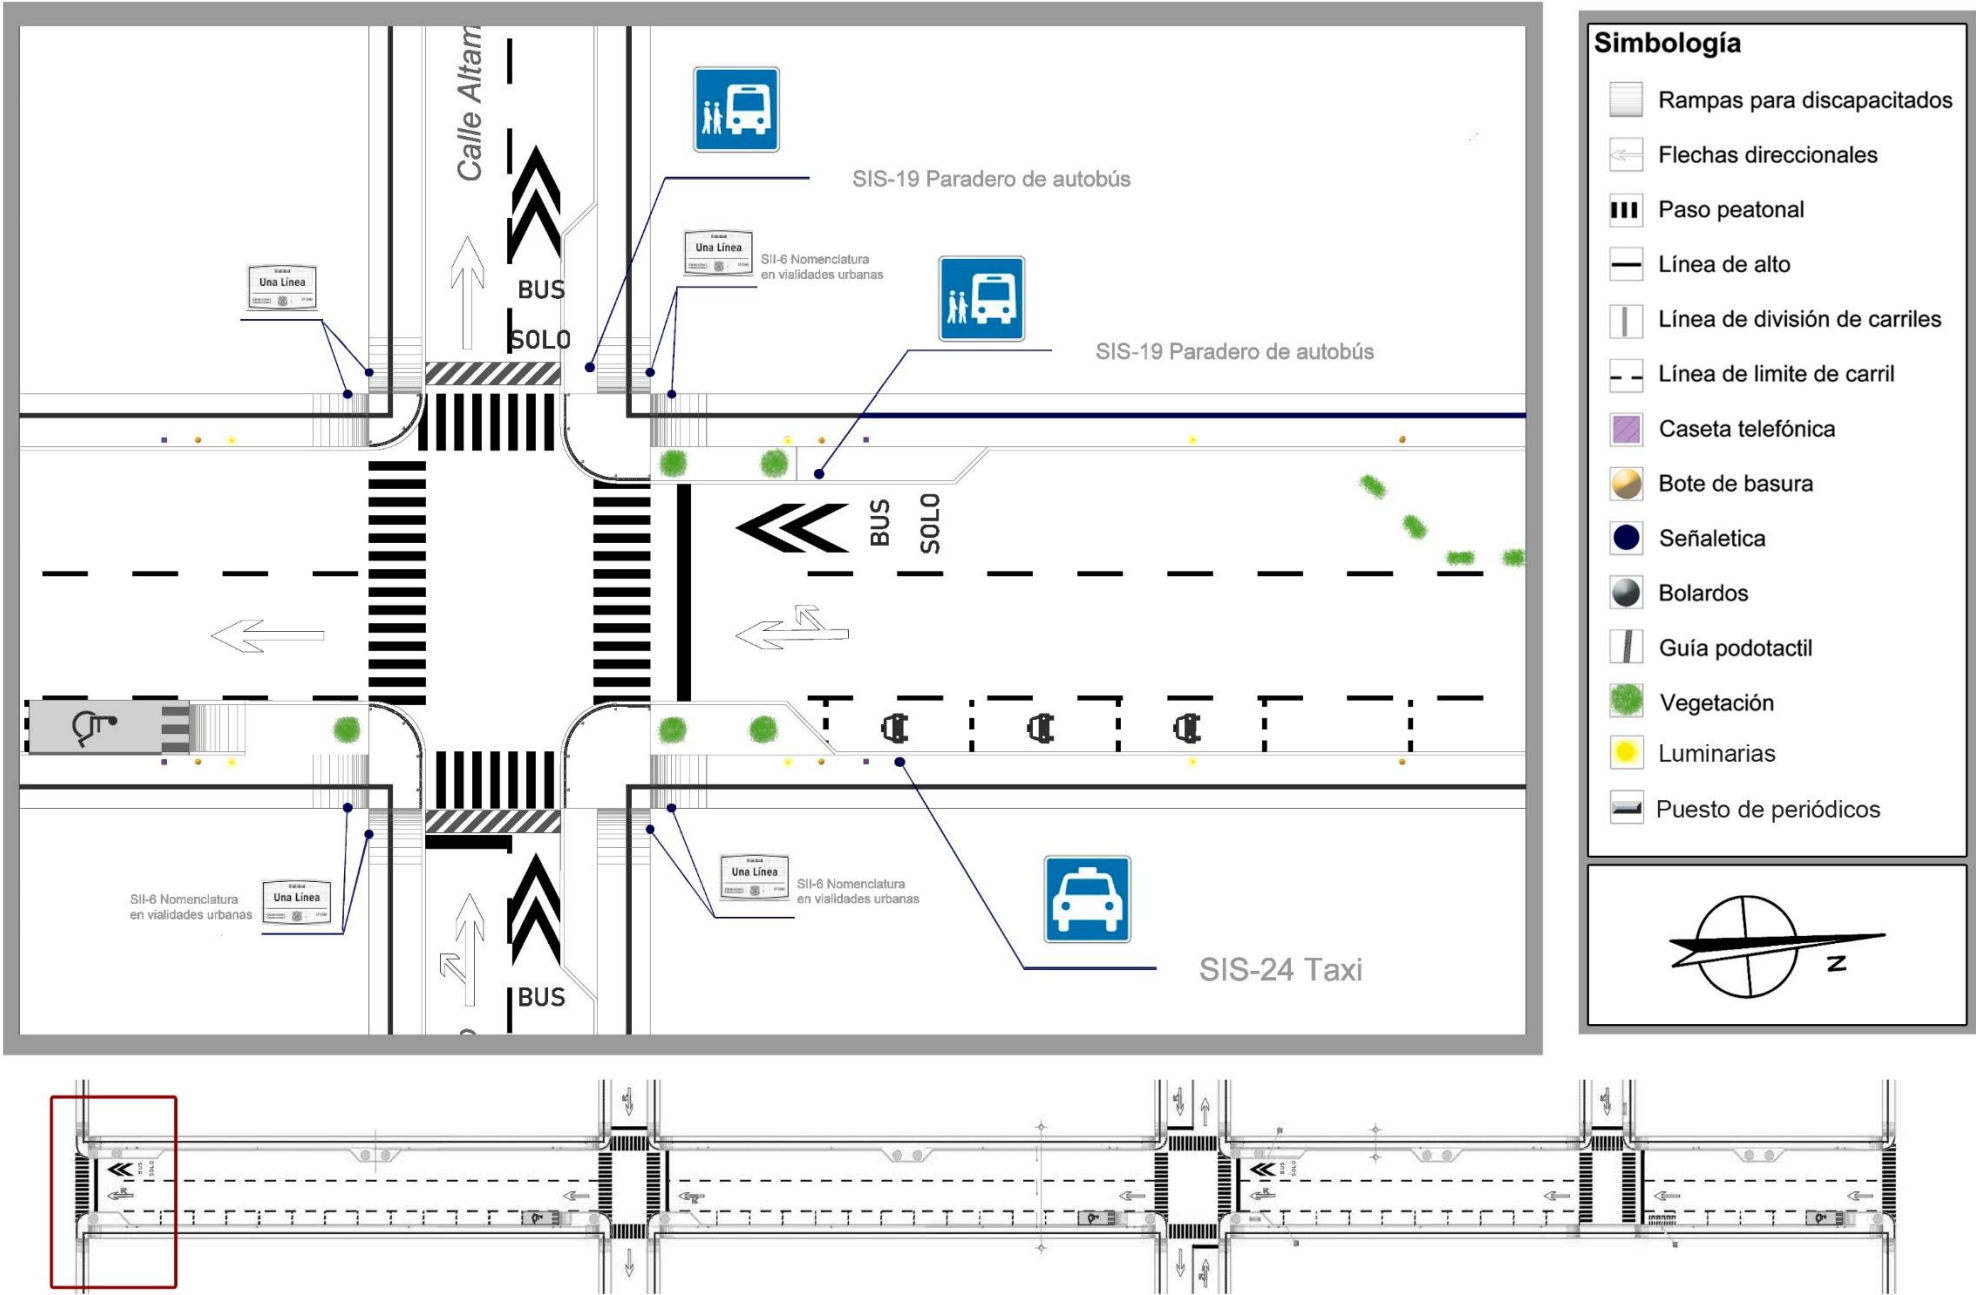 Calle Altam
SIS-19 Paradero de autobús
Una Línea
SII-6 Nomenclatura
en vialidades urbanas
Una Línea
BUS
SOLO
SIS-19 Paradero de autobús
BUS
SOLO
SII-6 Nomenclatura
en vialidades urbanas
Una Línea
Una Línea
SII-6 Nomenclatura
en vialidades urbanas
SIS-24 Taxi
BUS
Simbología
Rampas para discapacitados
Flechas direccionales
Paso peatonal
Línea de alto
Línea de división de carriles
Línea de limite de carril
Caseta telefónica
Bote de basura
Señaletica
Bolardos
Guía podotactil
Vegetación
Luminarias
Puesto de periódicos
N
BUS
SOLO
BUS
SOLO